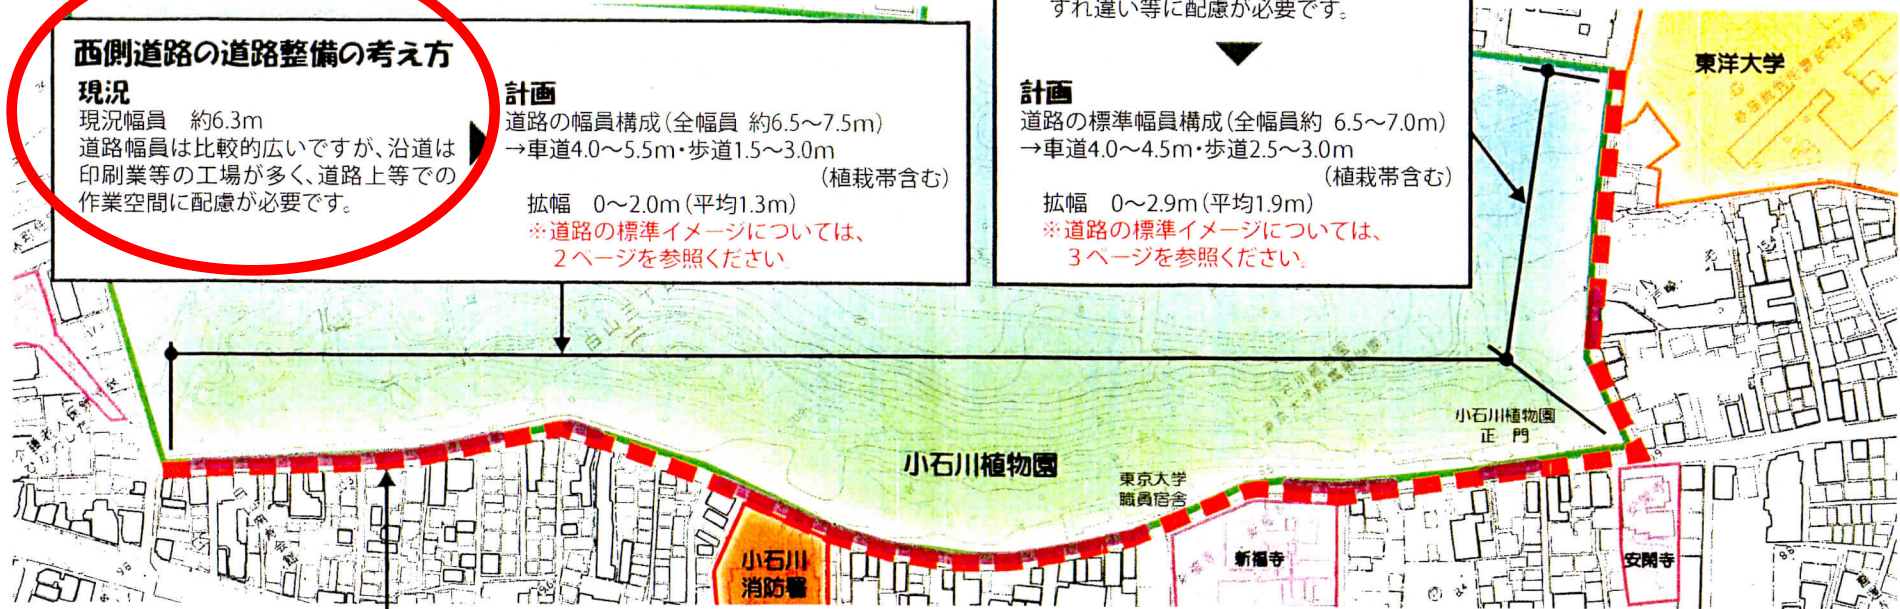 西側道路の道路整備の考え方
現況
現況幅員　約6.3m
道路幅員は比較的広いですが、沿道は
印刷業等の工場が多く、道路上等での
作業空間に配慮が必要です。
計画
道路の幅員構成（全幅員 約6.5～7.5m）
→車道4.0～5.5m・歩道1.5～3.0m
（植栽帯含む）
拡幅　0～2.0m（平均1.3m）
※道路の標準イメージについては、
2ページを参照ください。
すれ違い等に配慮が必要です。
計画
道路の標準幅員構成（全幅員約 6.5～7.0m）
→車道4.0～4.5m・歩道2.5～3.0m
（植栽帯含む）
拡幅　0～2.9m（平均1.9m）
※道路の標準イメージについては、
3ページを参照ください。
東洋大学
小石川植物園
正　門
小石川植物園
東京大学
職員宿舎
小石川
消防署
新福寺
安閑寺